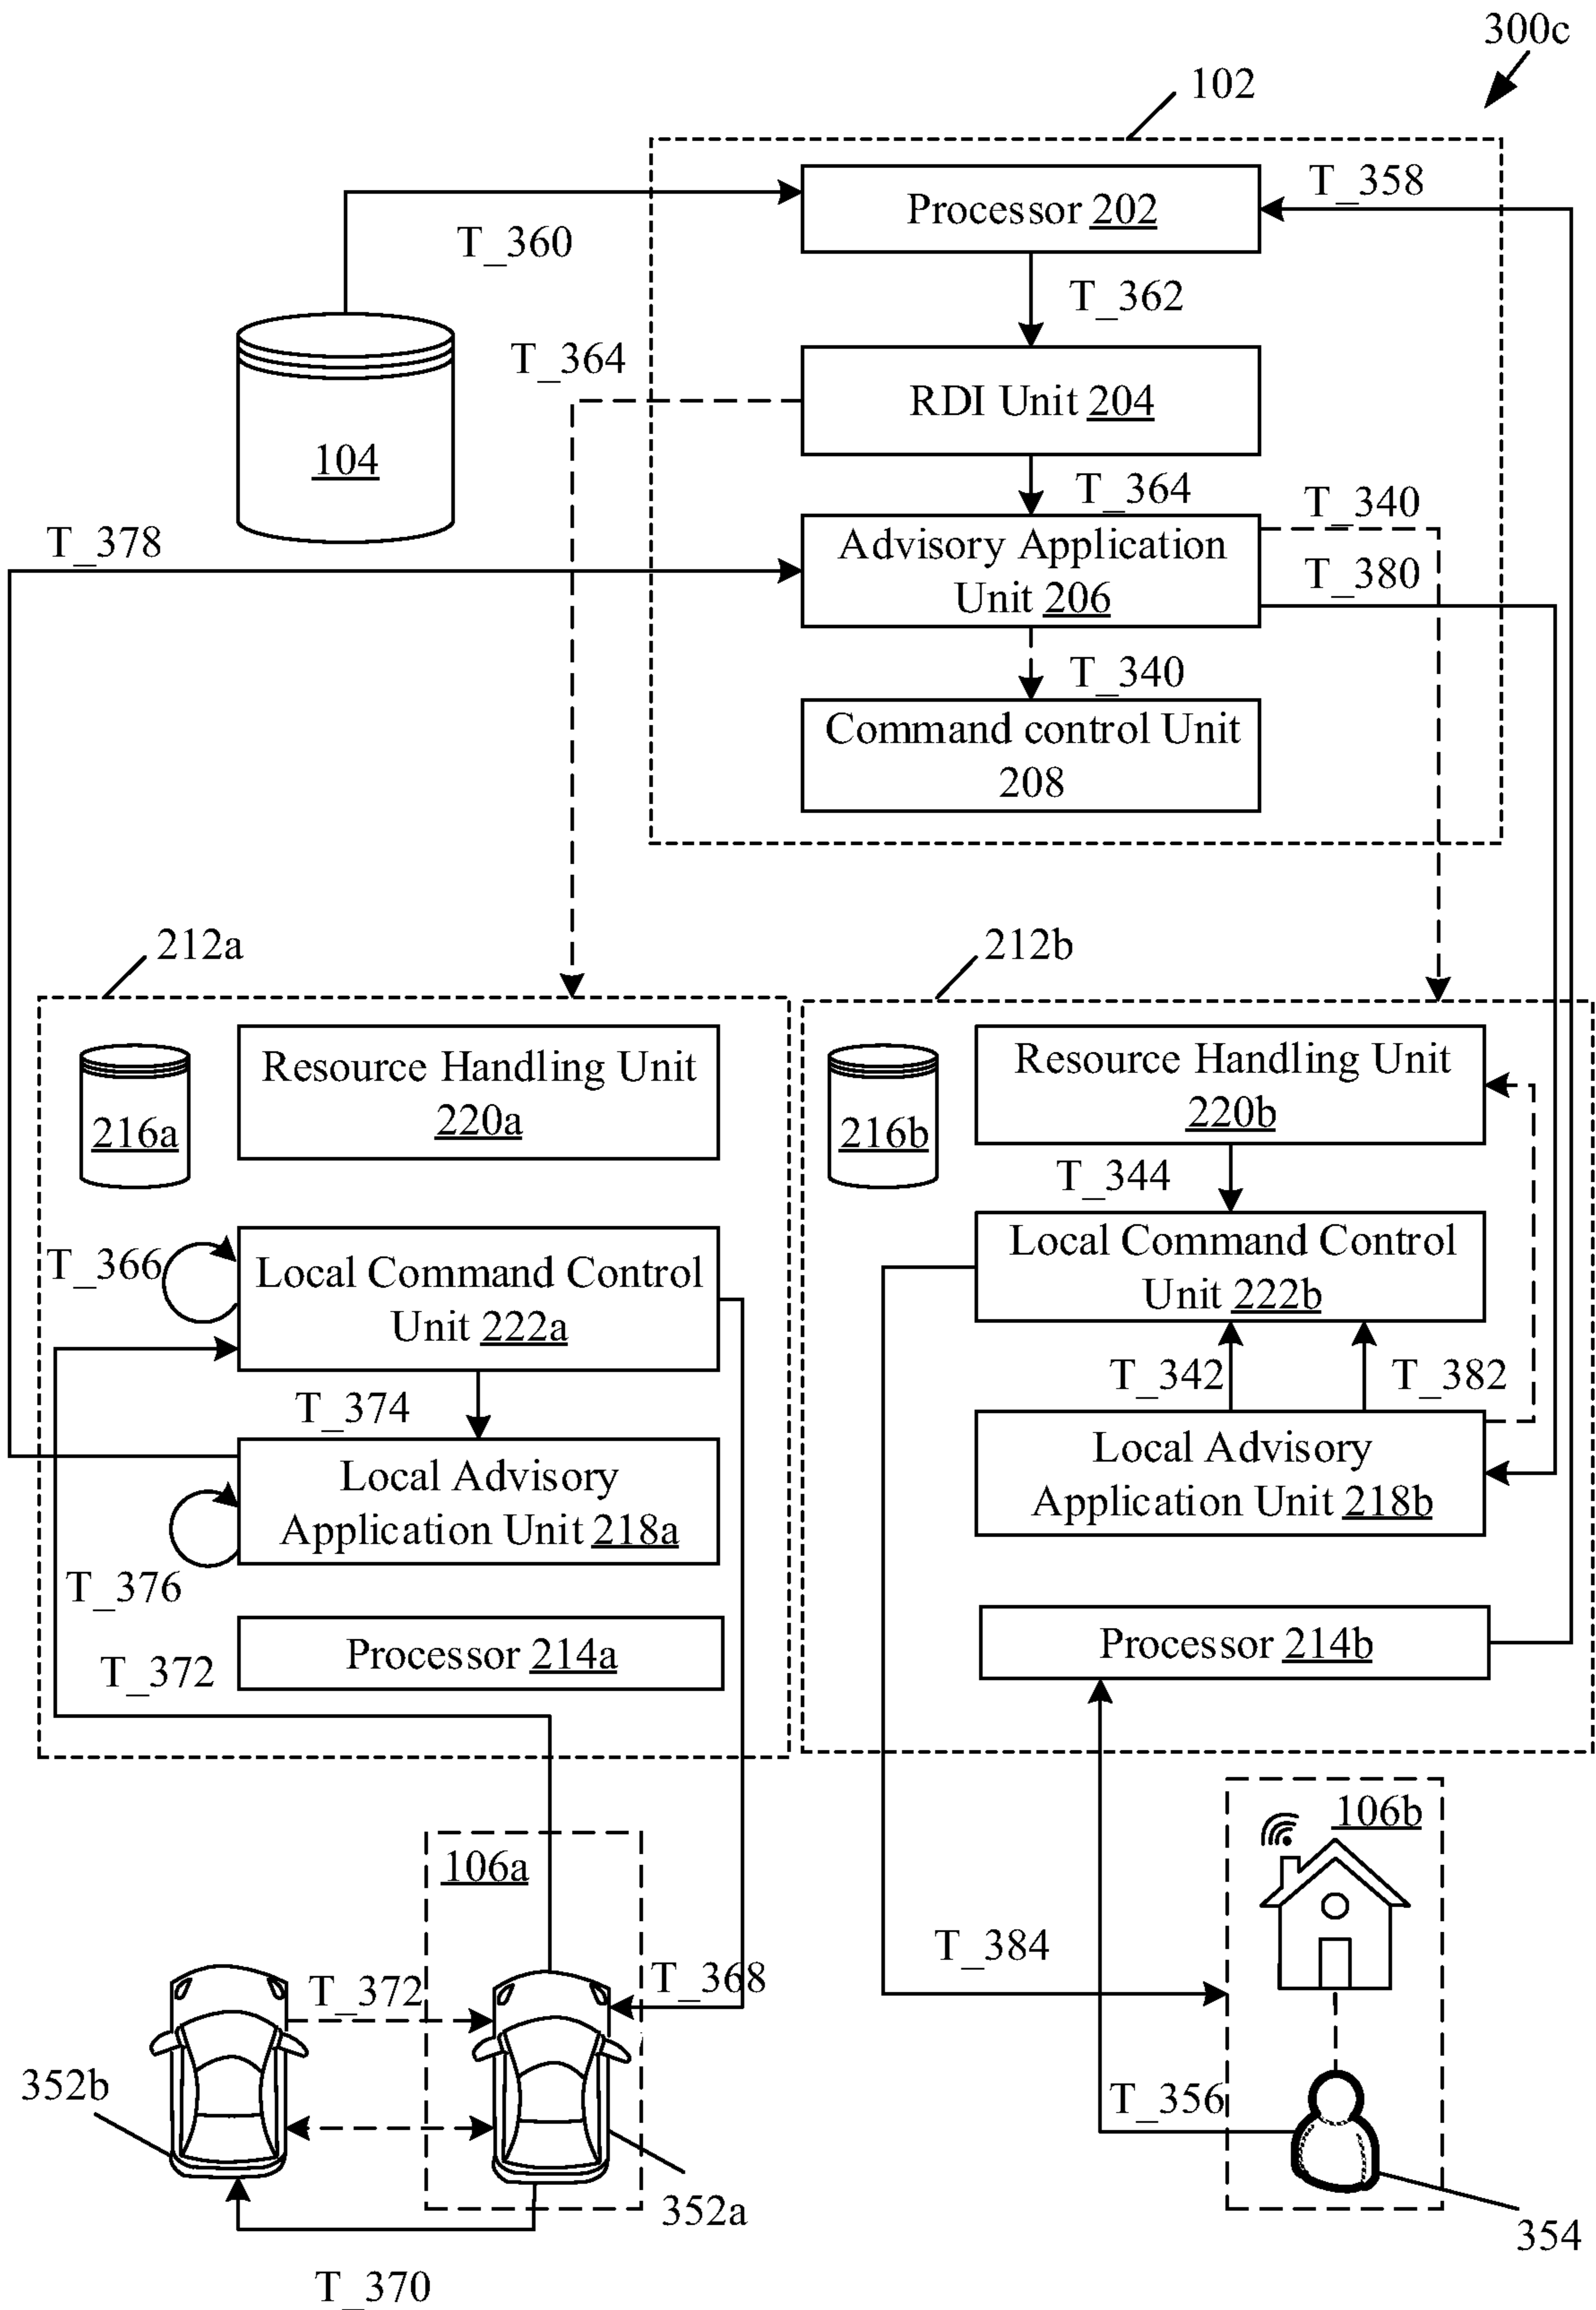 300c
102
Processor 202
T_358
T_360
T_362
T_364
RDI Unit 204
104
T_364
T_340
T_378
Advisory Application
Unit 206
T_380
T_340
Command control Unit
208
212a
212b
Resource Handling Unit
220a
216a
Resource Handling Unit
220b
216b
T_344
T_366
Local Command Control
Unit 222a
Local Command Control
Unit 222b
T_374
T_342
T_382
Local Advisory
Application Unit 218a
Local Advisory
Application Unit 218b
T_376
Processor 214a
Processor 214b
T_372
106a
106b
T_384
T_372
T_368
352b
T_356
352a
354
T_370